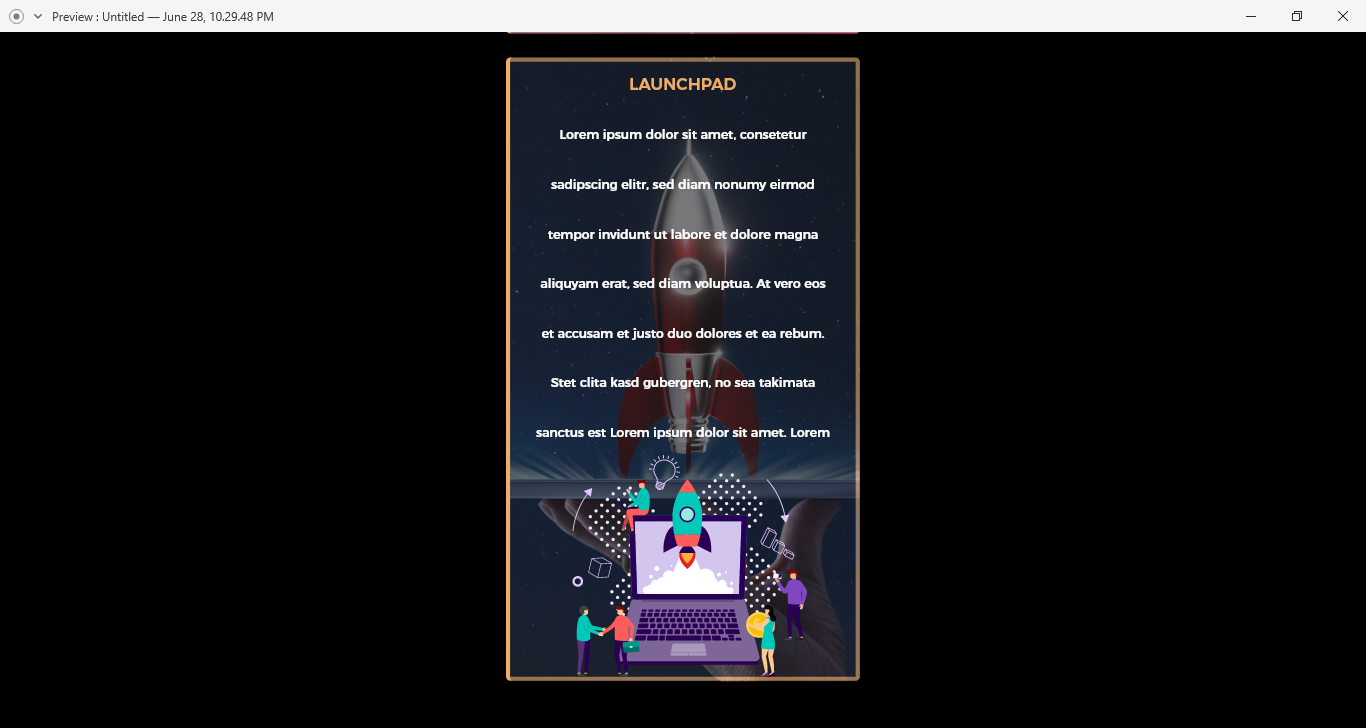 Preview : Untitled — June 28, 10.29.48 PM
LAUNCHPAD
Lorem ipsum dolor sit amet, consetetur
sadipscing elitr, sed diam nonumy eirmod
tempor invidunt ut labore et dolore magna
aliquyam erat, sed diam voluptua. At vero eos
et accusam et justo duo dolores et ea rebum.
Stet clita kasd gubergren, no sea takimata
sanctus est Lorem ipsum dolor sit amet. Lorem